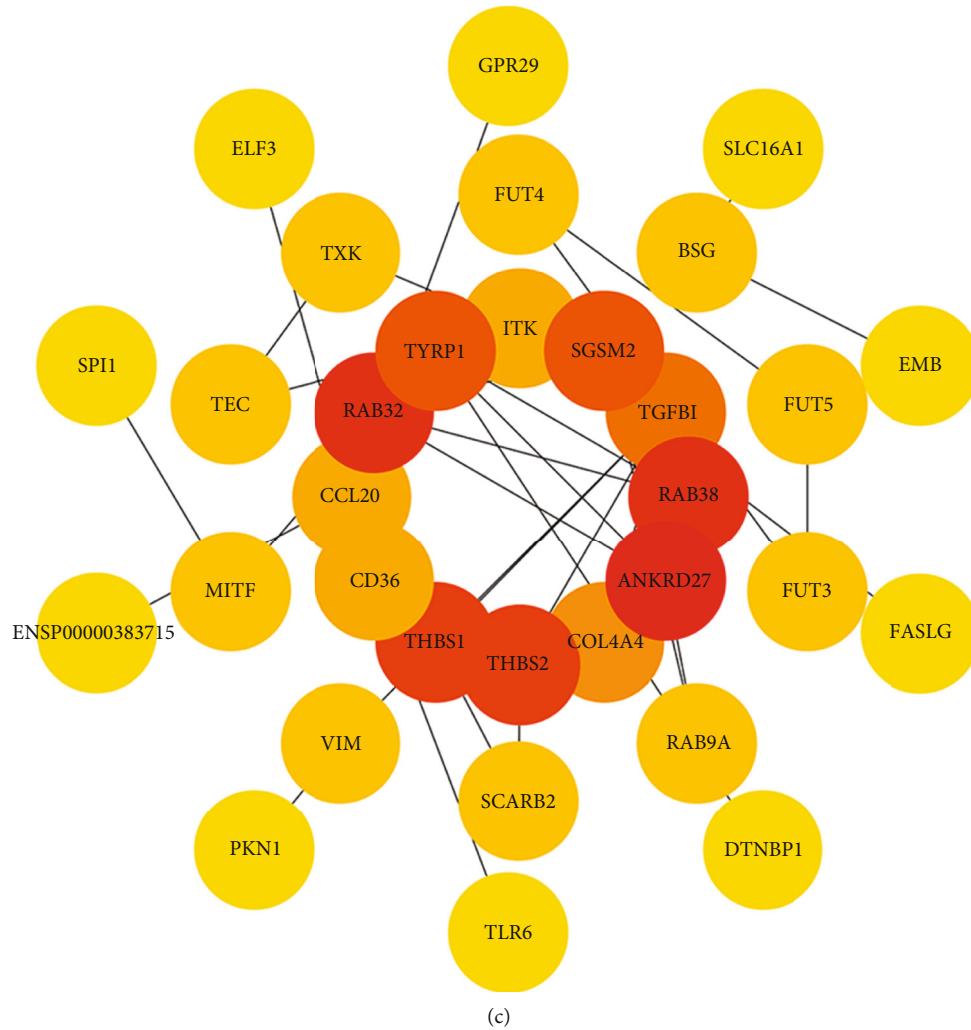 GPR29
ELF3
SLC16A1
FUT4
TXK
BSG
ITK
TYRP1
SGSM2
SPI1
EMB
TEC
RAB32
TGFBI
FUT5
CCL20
RAB38
CD36
ANKRD27
MITF
FUT3
ENSP00000383715
FASLG
THBS1
THBS2
COL4A4
VIM
RAB9A
SCARB2
PKN1
DTNBP1
TLR6
(c)